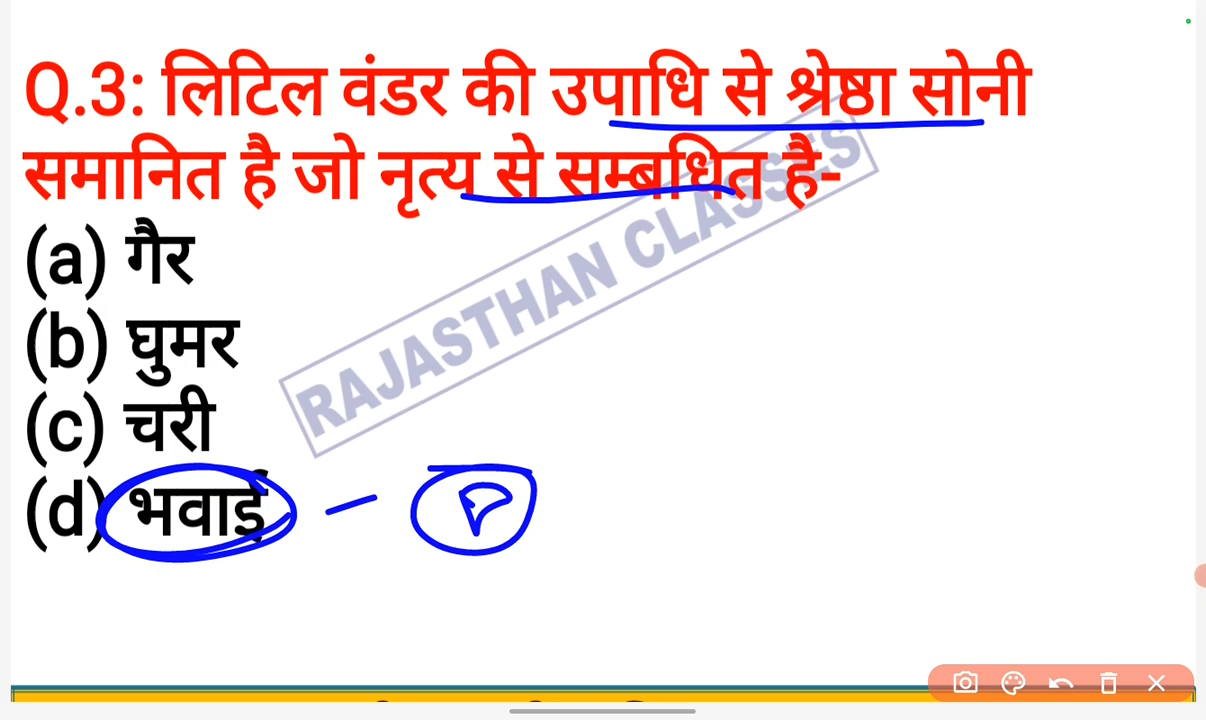 Q.3: लिटिल वंडर की उपाधि से श्रेष्ठा सोनी
समानित है जो नृत्य से सम्बधित है-
(a) गैर
(b) घुमर
(c) चरी
(d) भवाई - P
RAJASTHAN CLASSES